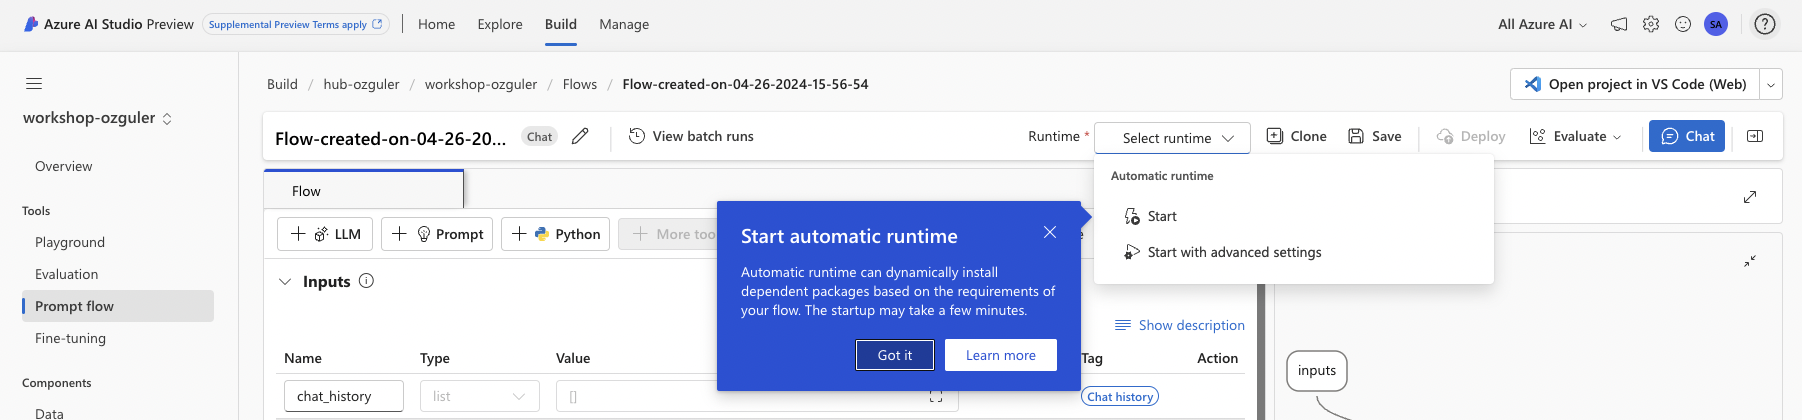 Azure AI Studio Preview
Supplemental Preview Terms apply
Home
Explore
Build
Manage
All Azure AI
SA
workshop-ozguler
Overview
Tools
Playground
Evaluation
Prompt flow
Fine-tuning
Components
Data
Build / hub-ozguler / workshop-ozguler / Flows / Flow-created-on-04-26-2024-15-56-54
Open project in VS Code (Web)
Flow-created-on-04-26-20...
Chat
View batch runs
Runtime *
Select runtime
Clone
Save
Deploy
Evaluate
Chat
Automatic runtime
Start
Start with advanced settings
Flow
LLM
Prompt
Python
More too
Start automatic runtime
Automatic runtime can dynamically install
dependent packages based on the requirements of
your flow. The startup may take a few minutes.
Got it
Learn more
Inputs
Show description
Name
Type
Value
Tag
Action
chat_history
list
[]
Chat history
inputs